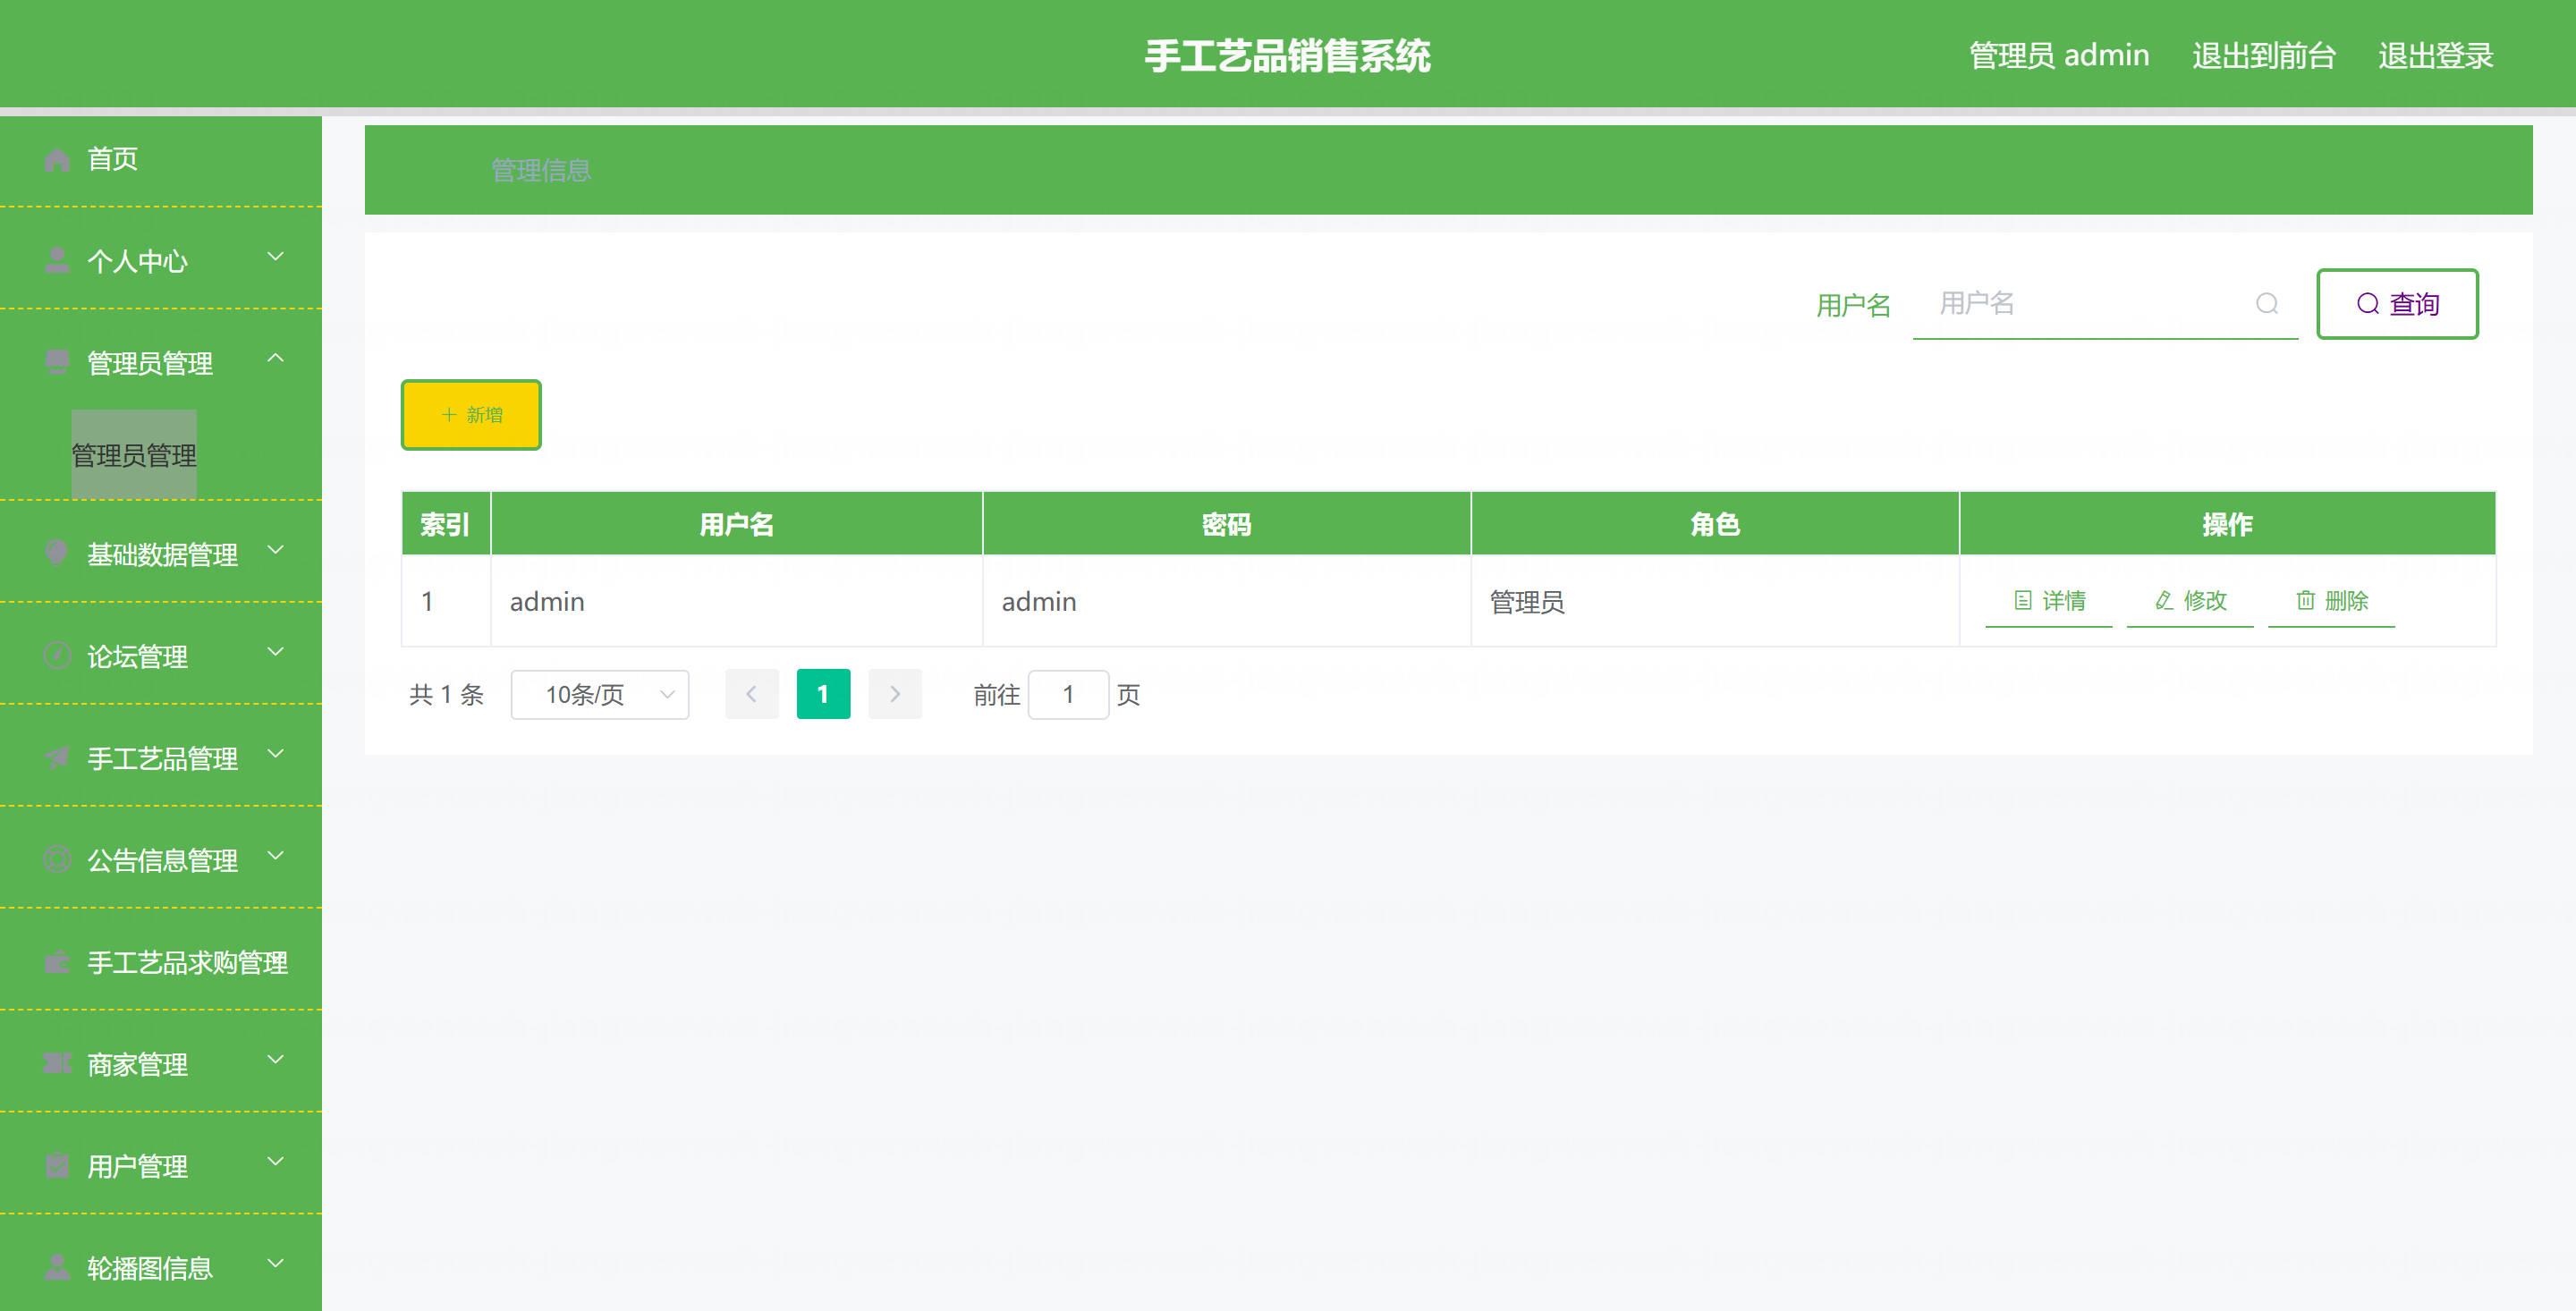 手工艺品销售系统
管理员 admin 退出到前台 退出登录
首页
个人中心
管理员管理
管理员管理
基础数据管理
论坛管理
手工艺品管理
公告信息管理
手工艺品求购管理
商家管理
用户管理
轮播图信息
管理信息
用户名 用户名 查询
新增
索引 用户名 密码 角色 操作
1 admin admin 管理员 详情 修改 删除
共 1 条 10条/页 1 前往 1 页